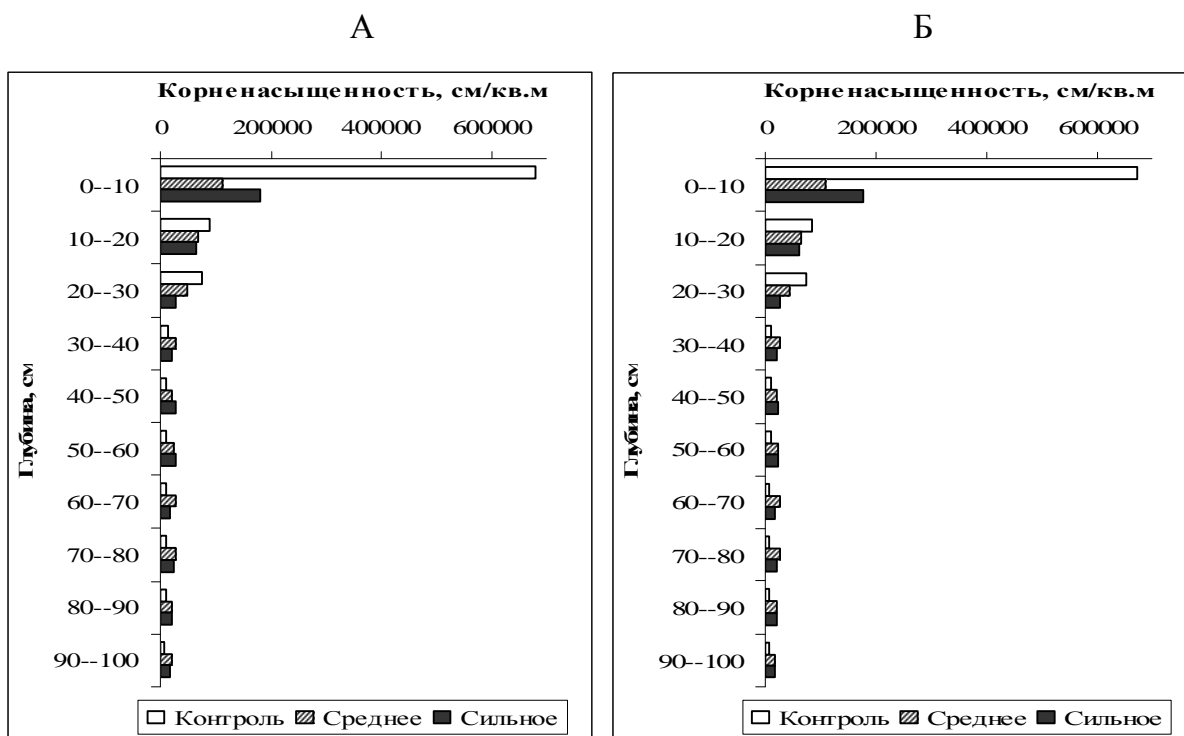 А
Корненасыщенность, см/кв.м
0 200000 400000 600000
Глубина, см
0--10
10--20
20--30
30--40
40--50
50--60
60--70
70--80
80--90
90--100
Контроль Среднее Сильное
Б
Корненасыщенность, см/кв.м
0 200000 400000 600000
Глубина, см
0--10
10--20
20--30
30--40
40--50
50--60
60--70
70--80
80--90
90--100
Контроль Среднее Сильное